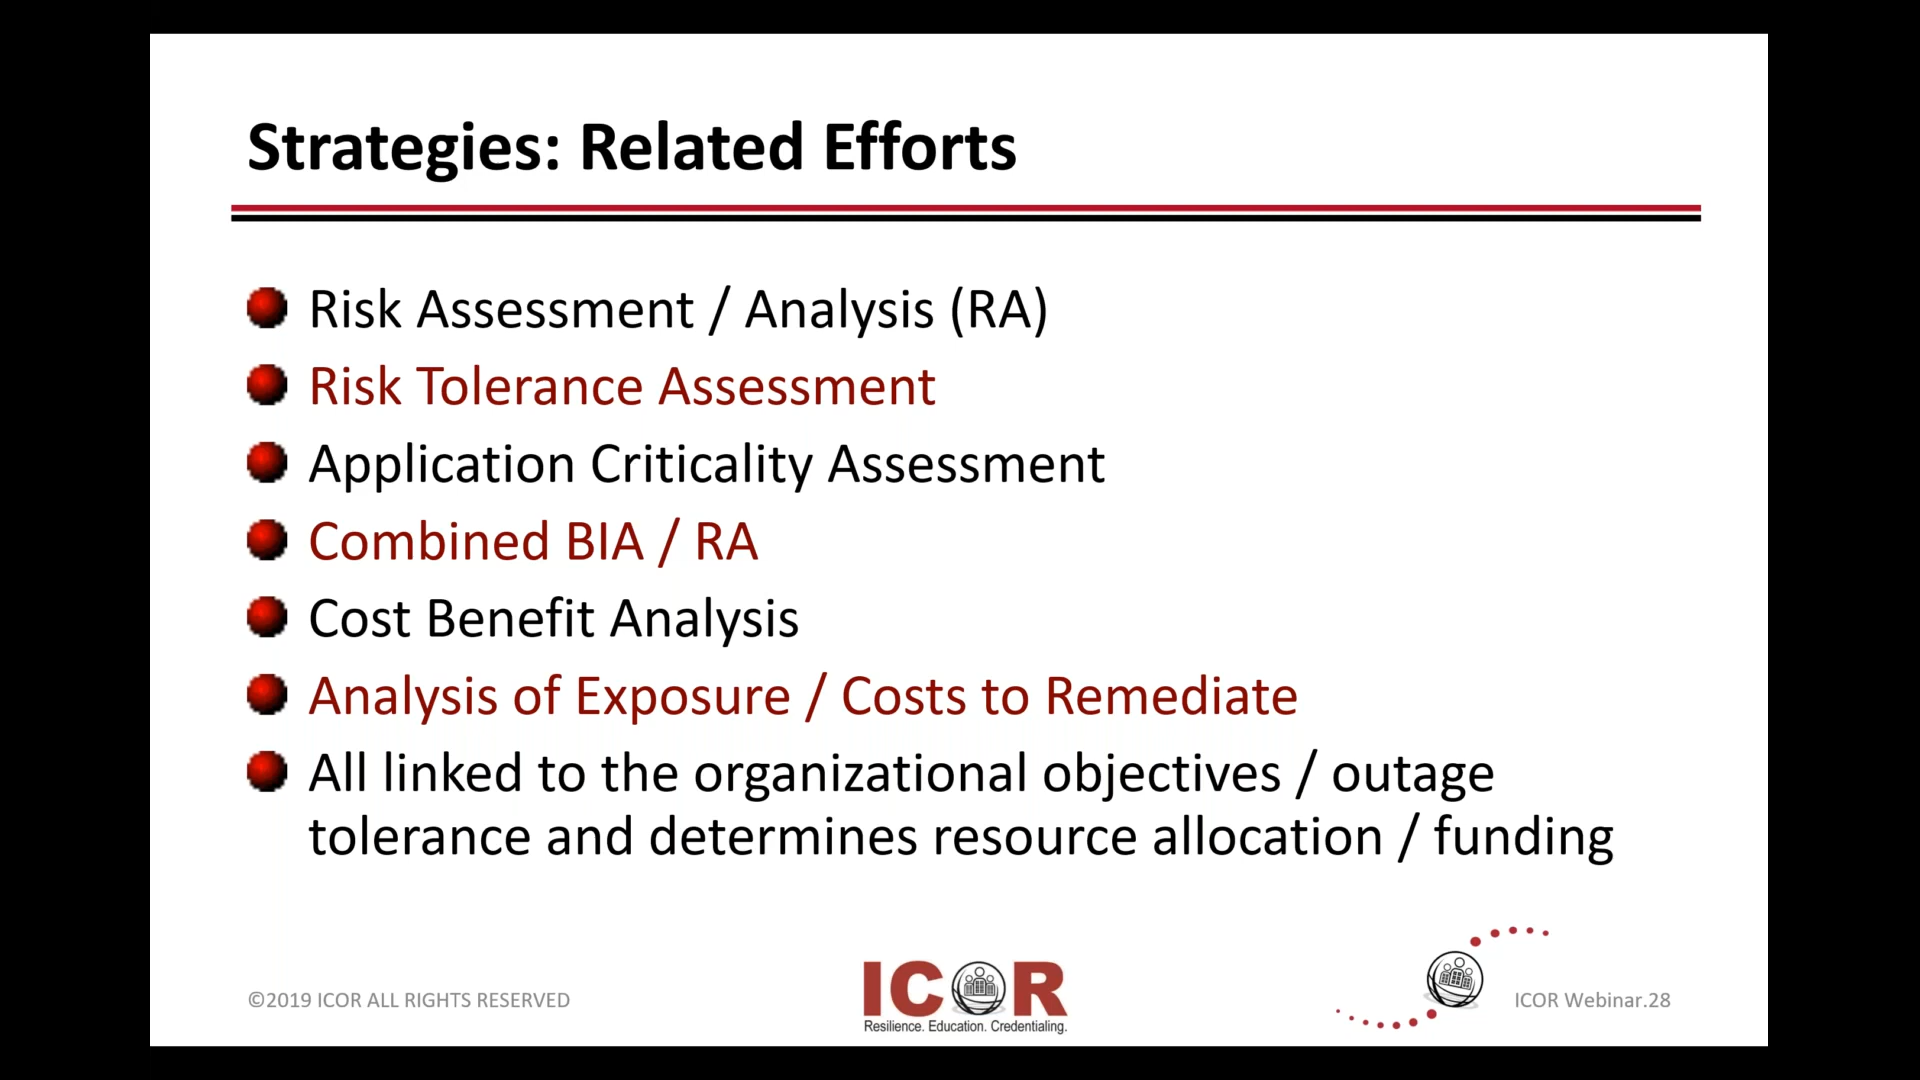 Strategies: Related Efforts
Risk Assessment / Analysis (RA)
Risk Tolerance Assessment
Application Criticality Assessment
Combined BIA / RA
Cost Benefit Analysis
Analysis of Exposure / Costs to Remediate
All linked to the organizational objectives / outage
tolerance and determines resource allocation / funding
©2019 ICOR ALL RIGHTS RESERVED
ICOR
Resilience. Education. Credentialing.
ICOR Webinar.28